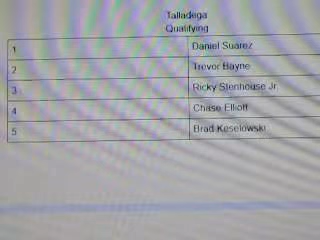 Talladega
Qualifying
1 Daniel Suarez
2 Trevor Bayne
3 Ricky Stenhouse Jr.
4 Chase Elliott
5 Brad Keselowski